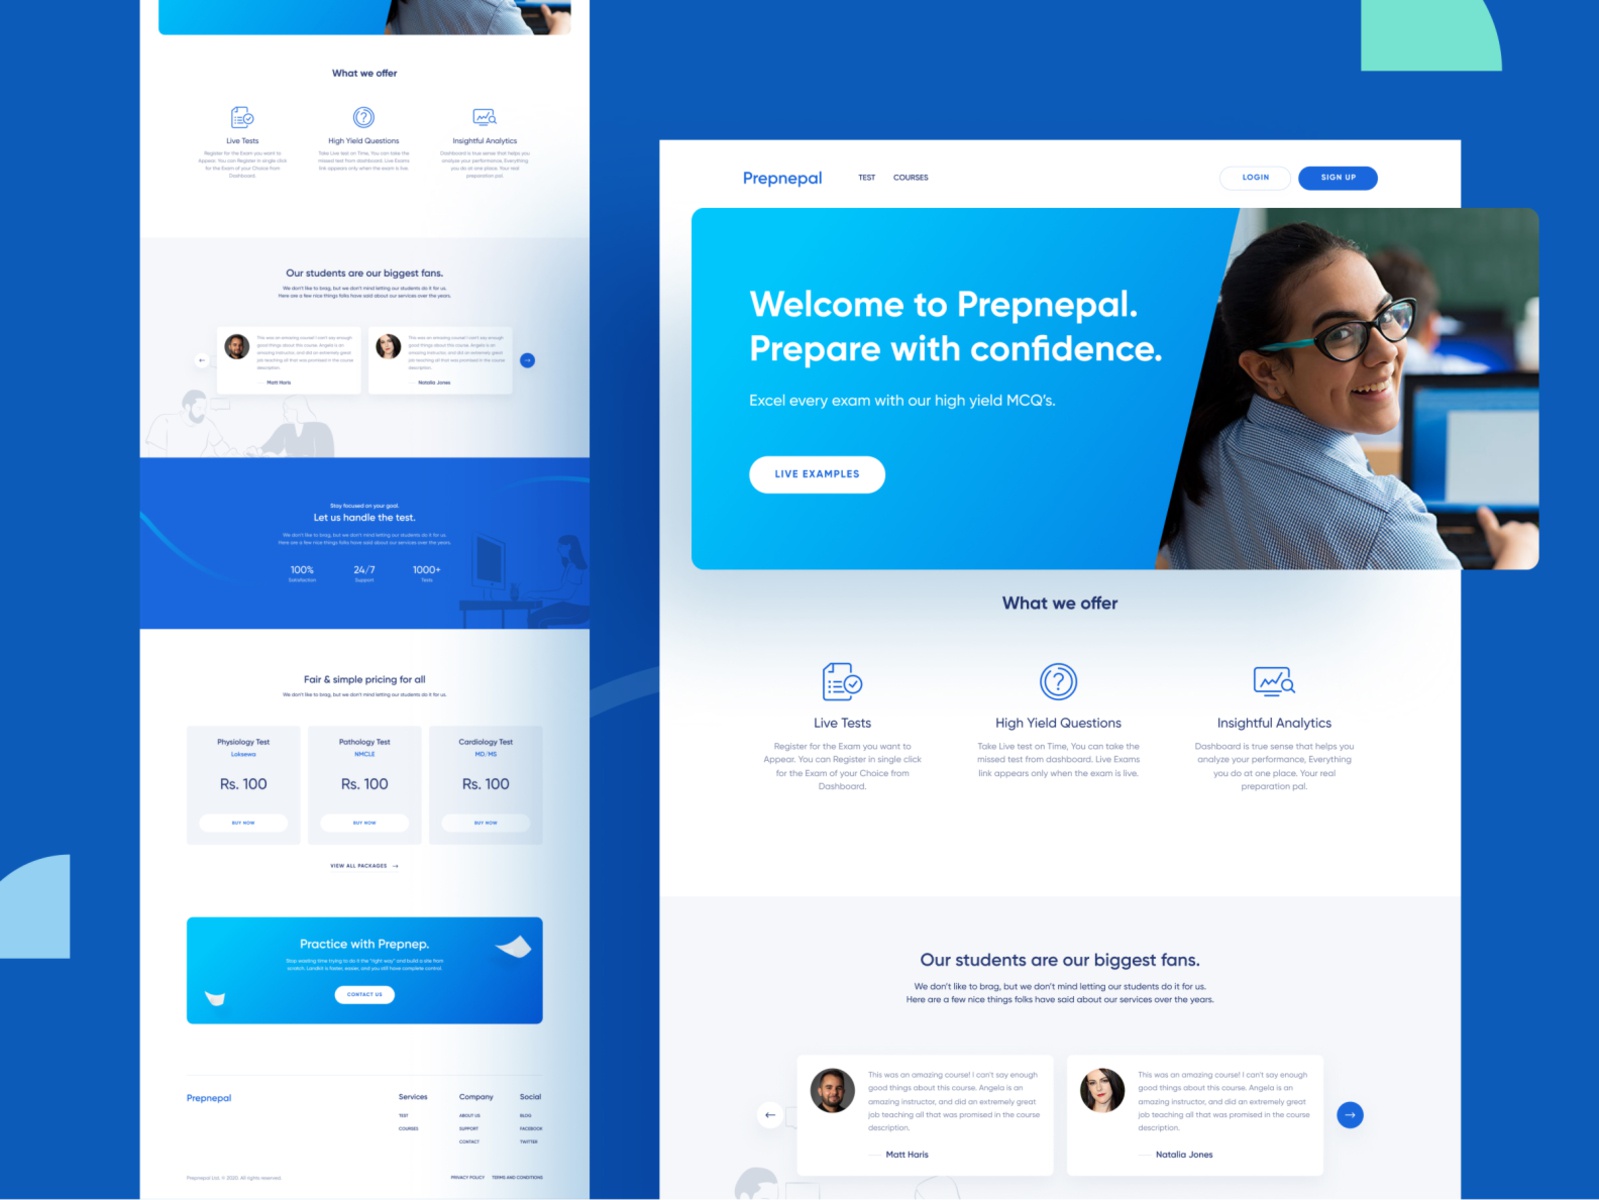 What we offer
Live Tests
Register for the Exam you want to
Appear. You can Register in single click
for the Exam of your Choice from
Dashboard.
High Yield Questions
Take Live test on Time, You can take the
missed test from dashboard. Live Exams
link appears only when the exam is live.
Insightful Analytics
Dashboard is true sense that helps you
analyze your performance, Everything
you do at one place. Your real
preparation pal.
Our students are our biggest fans.
We don't like to brag, but we don't mind letting our students do it for us.
Here are a few nice things folks have said about our services over the years.
This was an amazing course! I can't say enough
good things about this course. Angela is an
amazing instructor, and did an extremely great
job teaching all that was promised in the course
description.
Matt Haris
This was an amazing course! I can't say enough
good things about this course. Angela is an
amazing instructor, and did an extremely great
job teaching all that was promised in the course
description.
Natalia Jones
Stay focused on your goal.
Let us handle the test.
We don't like to brag, but we don't mind letting our students do it for us.
Here are a few nice things folks have said about our services over the years.
100%
Satisfaction
24/7
Support
1000+
Tests
Fair & simple pricing for all
We don't like to brag, but we don't mind letting our students do it for us.
Physiology Test
Loksewa
Rs. 100
BUY NOW
Pathology Test
NMCLE
Rs. 100
BUY NOW
Cardiology Test
MD/MS
Rs. 100
BUY NOW
VIEW ALL PACKAGES →
Practice with Prepnep.
Stop wasting time trying to do it the "right way" and build a site from
scratch. Landkit is faster, easier, and you still have complete control.
CONTACT US
Prepnepal
Services
TEST
COURSES
Company
ABOUT US
SUPPORT
CONTACT
Social
BLOG
FACEBOOK
TWITTER
Prepnepal Ltd. © 2020. All rights reserved.
PRIVACY POLICY
TERMS AND CONDITIONS
Prepnepal
TEST
COURSES
LOGIN
SIGN UP
Welcome to Prepnepal.
Prepare with confidence.
Excel every exam with our high yield MCQ's.
LIVE EXAMPLES
What we offer
Live Tests
Register for the Exam you want to
Appear. You can Register in single click
for the Exam of your Choice from
Dashboard.
High Yield Questions
Take Live test on Time, You can take the
missed test from dashboard. Live Exams
link appears only when the exam is live.
Insightful Analytics
Dashboard is true sense that helps you
analyze your performance, Everything
you do at one place. Your real
preparation pal.
Our students are our biggest fans.
We don't like to brag, but we don't mind letting our students do it for us.
Here are a few nice things folks have said about our services over the years.
This was an amazing course! I can't say enough
good things about this course. Angela is an
amazing instructor, and did an extremely great
job teaching all that was promised in the course
description.
Matt Haris
This was an amazing course! I can't say enough
good things about this course. Angela is an
amazing instructor, and did an extremely great
job teaching all that was promised in the course
description.
Natalia Jones